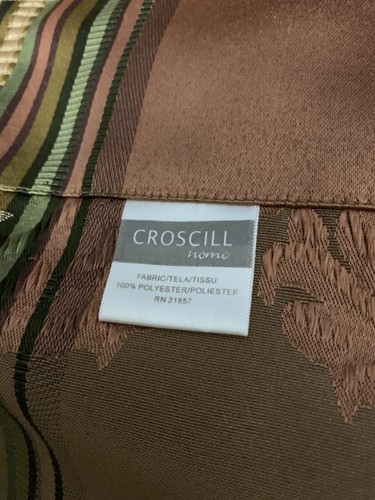 CROSCILL
home
FABRIC/TELA/TISSU:
100% POLYESTER/POLIESTER
RN 21857